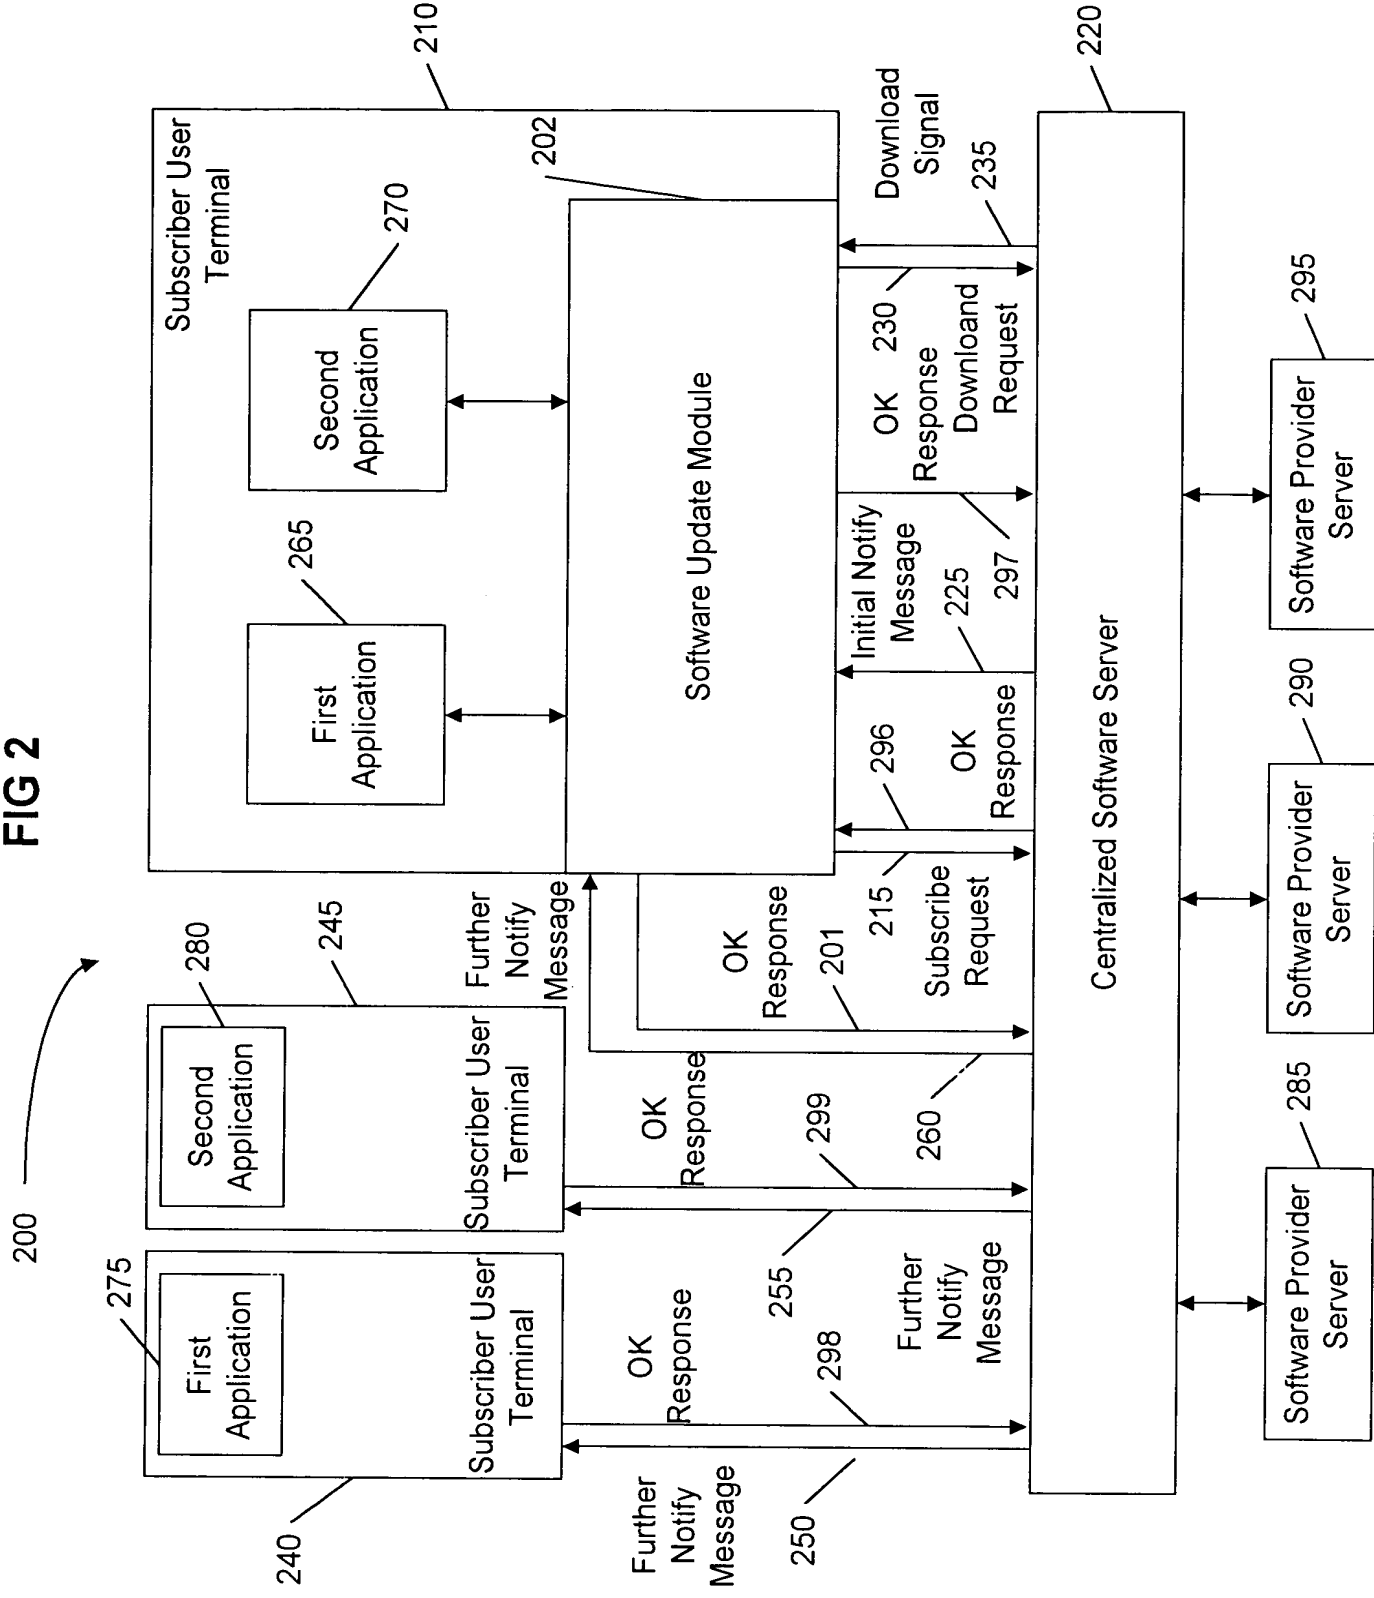 FIG 2
200
275
First
Application
Subscriber User
Terminal
240
280
Second
Application
Subscriber User
Terminal
245
Subscriber User
Terminal
210
First
Application
265
Second
Application
270
Software Update Module
202
Further
Notify
Message
250
OK
Response
298
Further
Notify
Message
255
OK
Response
299
Further
Notify
Message
260
OK
Response
201
Subscribe
Request
215
296
OK
Response
Initial Notify
Message
225
297
OK
Response
230
Downloand
Request
Download
Signal
235
Centralized Software Server
220
Software Provider
Server
285
Software Provider
Server
290
Software Provider
Server
295